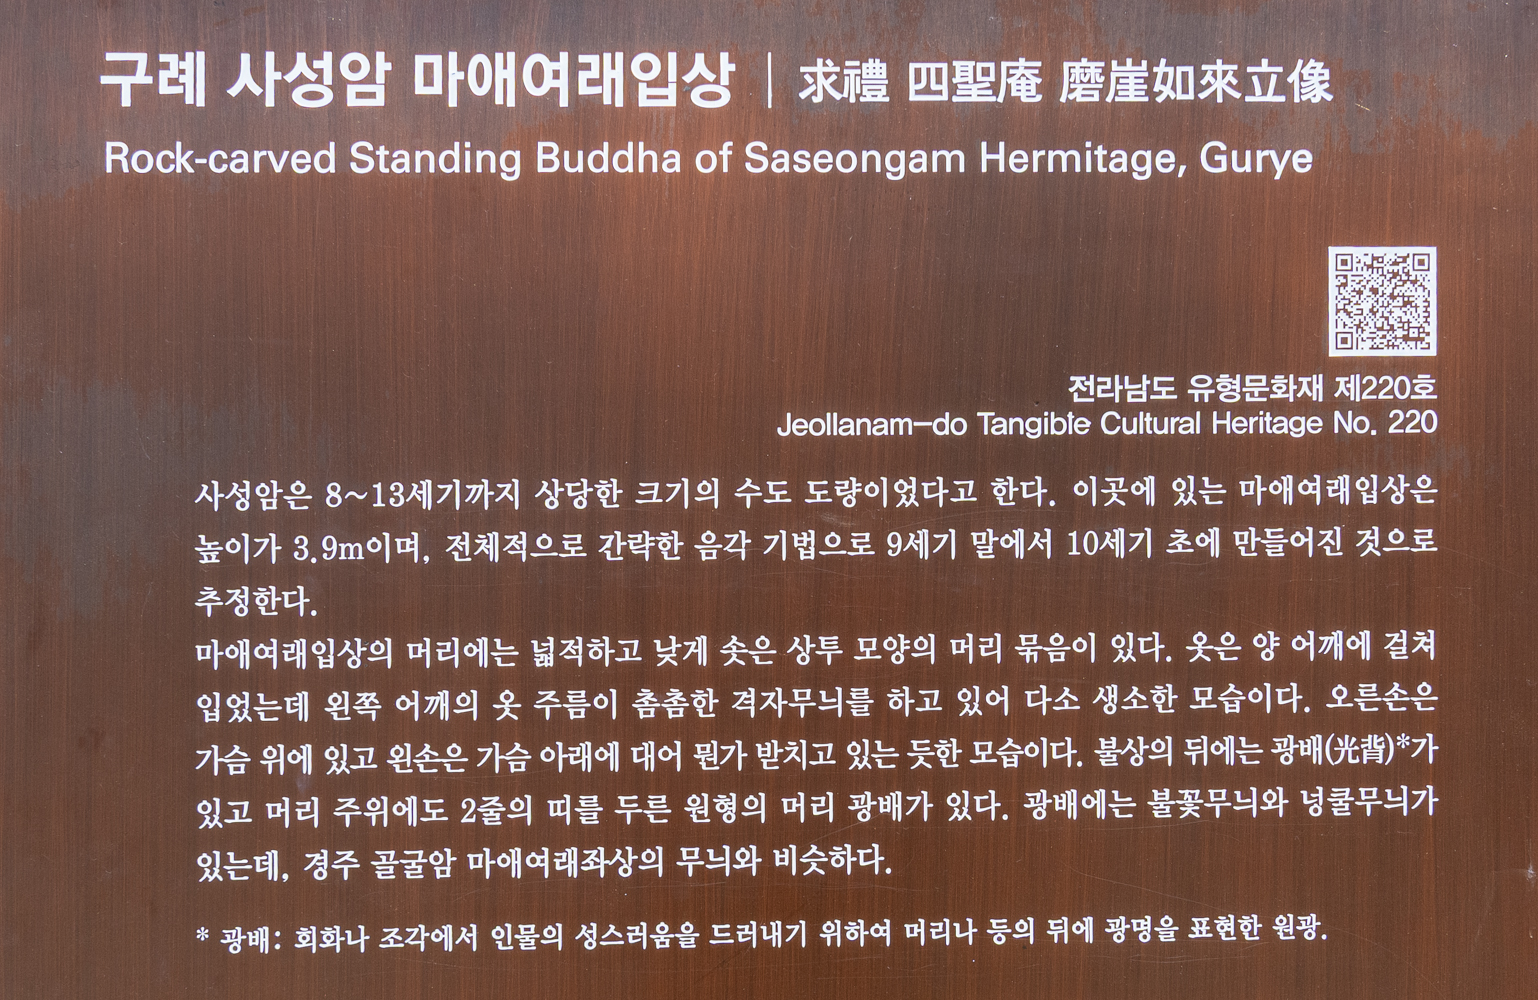 구례 사성암 마애여래입상 | 求禮 四聖庵 磨崖如來立像
Rock-carved Standing Buddha of Saseongam Hermitage, Gurye
전라남도 유형문화재 제220호
Jeollanam-do Tangible Cultural Heritage No. 220
사성암은 8~13세기까지 상당한 크기의 수도 도량이었다고 한다. 이곳에 있는 마애여래입상은
높이가 3.9m이며, 전체적으로 간략한 음각 기법으로 9세기 말에서 10세기 초에 만들어진 것으로
추정한다.
마애여래입상의 머리에는 넓적하고 낮게 솟은 상투 모양의 머리 묶음이 있다. 옷은 양 어깨에 걸쳐
입었는데 왼쪽 어깨의 옷 주름이 촘촘한 격자무늬를 하고 있어 다소 생소한 모습이다. 오른손은
가슴 위에 있고 왼손은 가슴 아래에 대어 뭔가 받치고 있는 듯한 모습이다. 불상의 뒤에는 광배(光背)*가
있고 머리 주위에도 2줄의 띠를 두른 원형의 머리 광배가 있다. 광배에는 불꽃무늬와 넝쿨무늬가
있는데, 경주 골굴암 마애여래좌상의 무늬와 비슷하다.
* 광배: 회화나 조각에서 인물의 성스러움을 드러내기 위하여 머리나 등의 뒤에 광명을 표현한 원광.